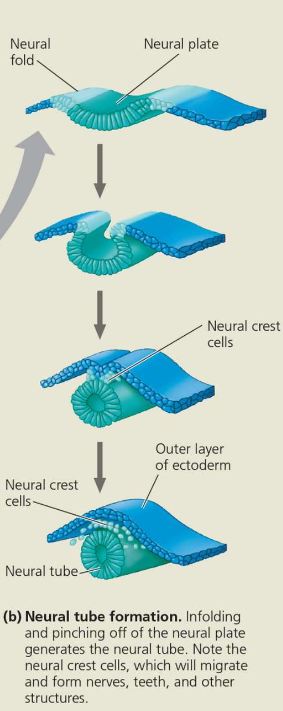 Neural
fold
Neural plate
Neural crest
cells
Outer layer
of ectoderm
Neural crest
cells
Neural tube
(b) Neural tube formation. Infolding
and pinching off of the neural plate
generates the neural tube. Note the
neural crest cells, which will migrate
and form nerves, teeth, and other
structures.